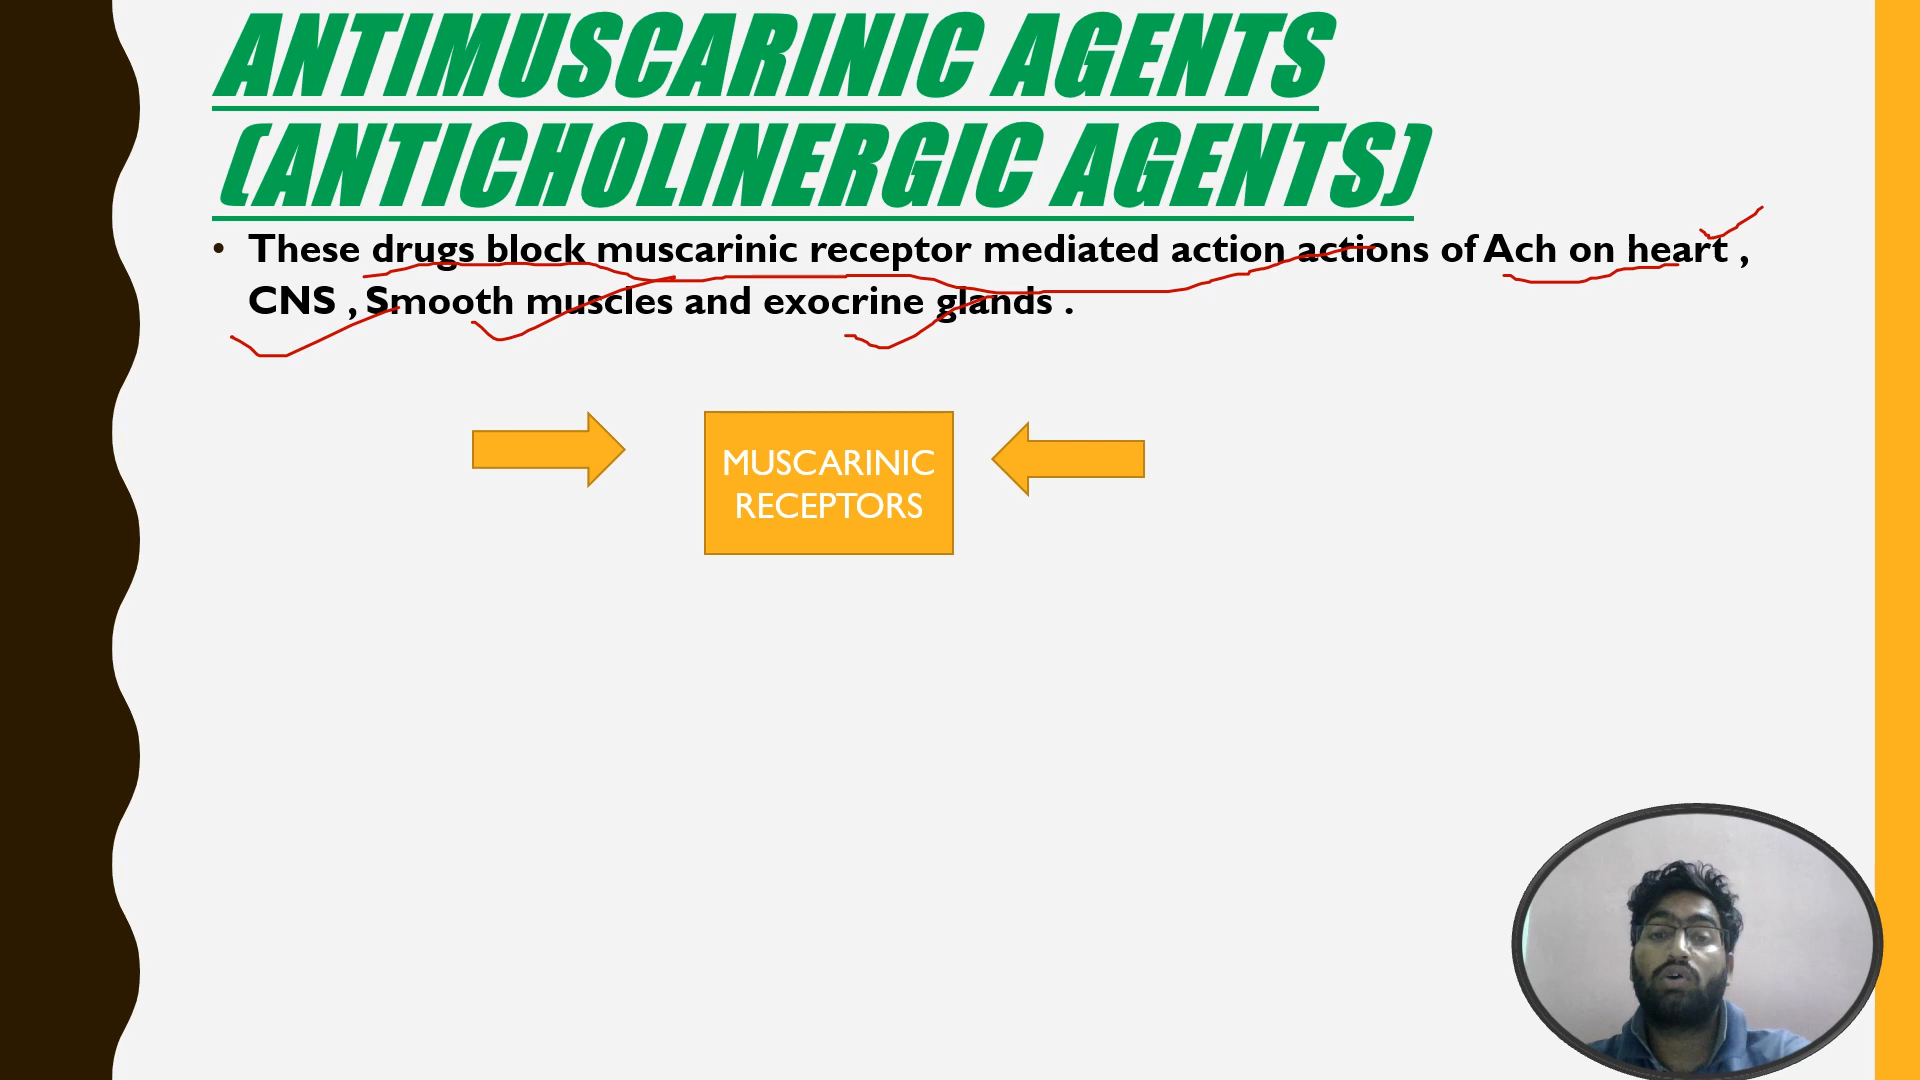 ANTIMUSCARINIC AGENTS
(ANTICHOLINERGIC AGENTS)
• These drugs block muscarinic receptor mediated action actions of Ach on heart ,
CNS , Smooth muscles and exocrine glands .
MUSCARINIC
RECEPTORS